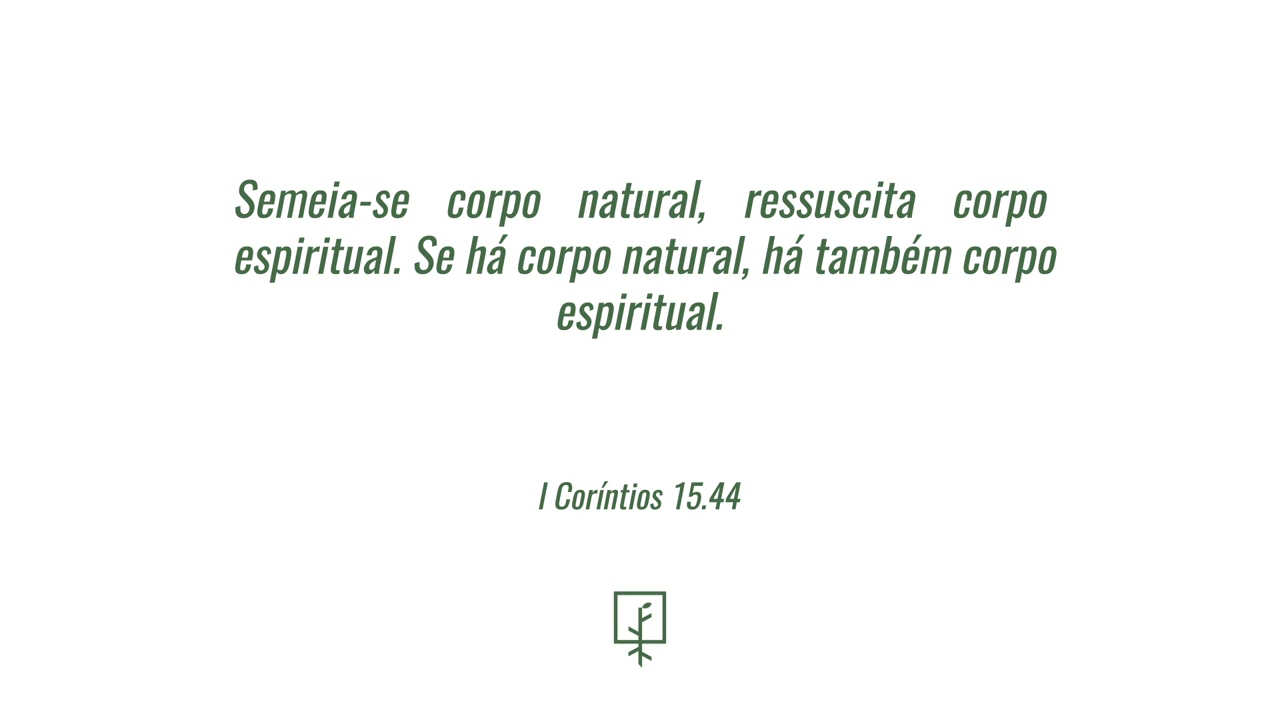 Semeia-se corpo natural, ressuscita corpo
espiritual. Se há corpo natural, há também corpo
espiritual.
I Coríntios 15.44